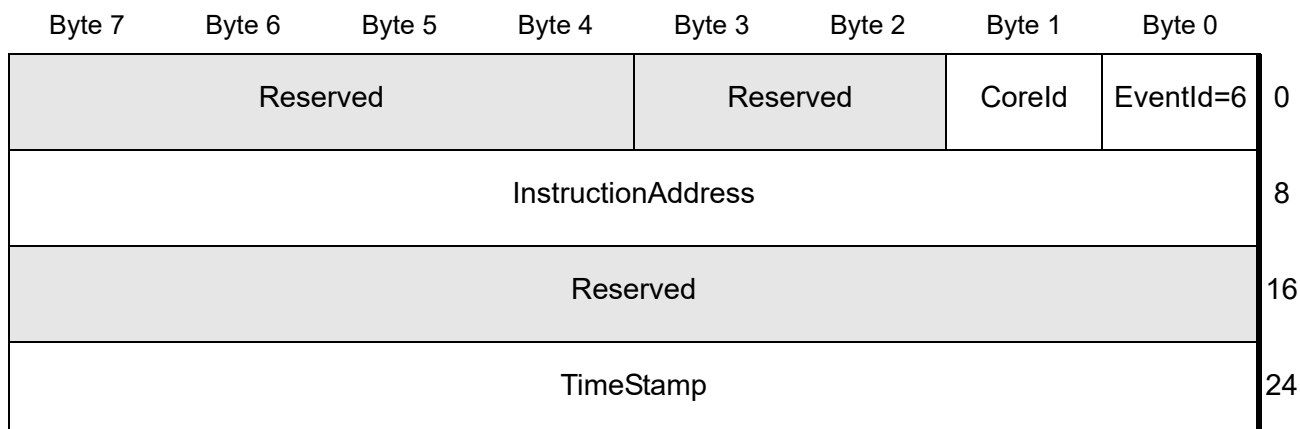 Byte 7 Byte 6 Byte 5 Byte 4 Byte 3 Byte 2 Byte 1 Byte 0
Reserved Reserved CoreId EventId=6 0
InstructionAddress 8
Reserved 16
TimeStamp 24